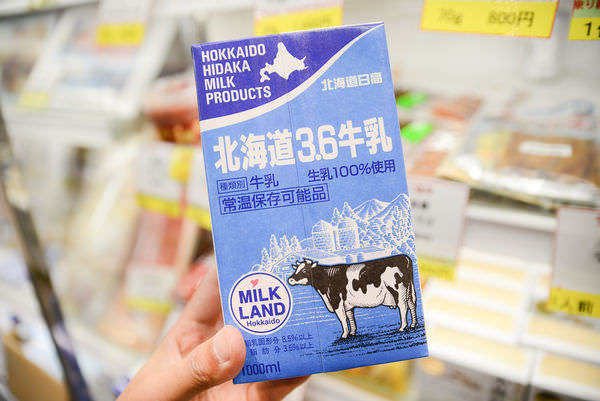 HOKKAIDO
HIDAKA
MILK
PRODUCTS
北海道日高
北海道3.6牛乳
種類別 牛乳
生乳100%使用
常温保存可能品
MILK
LAND
Hokkaido
無脂乳固形分 8.5%以上
乳脂肪分 3.6%以上
1000ml
70g 800円
1人前